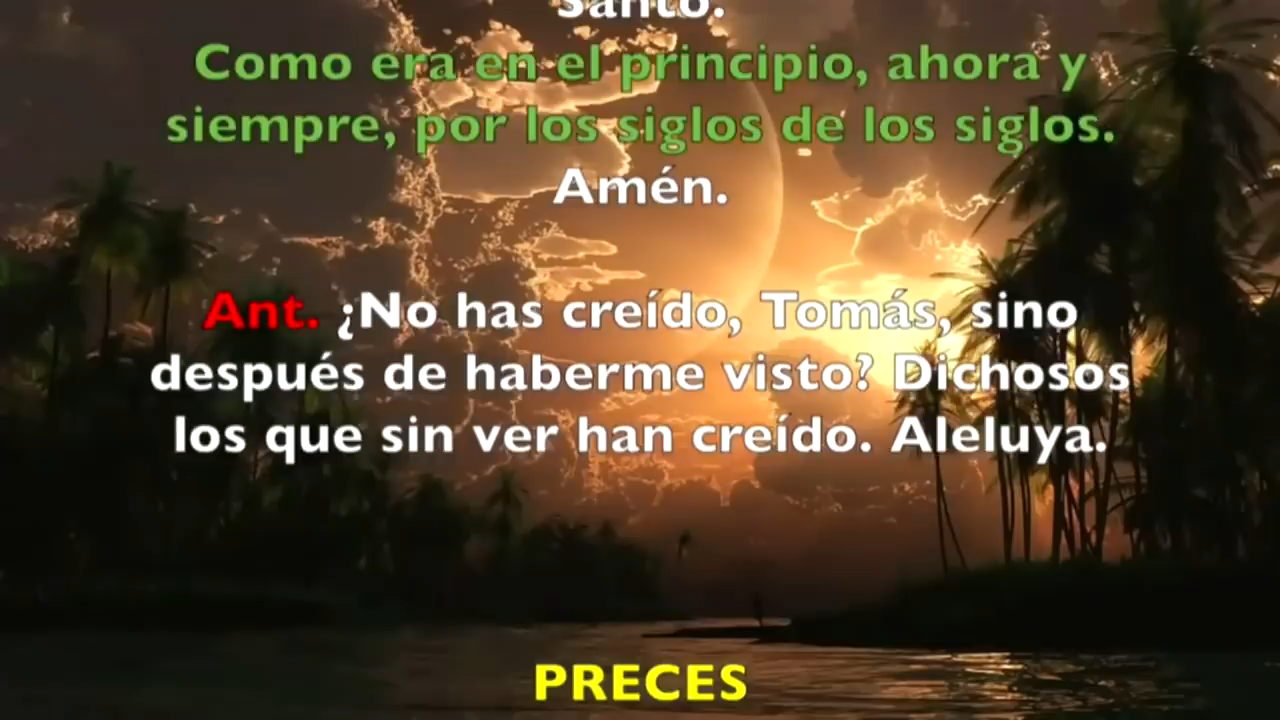 Santo.
Como era en el principio, ahora y
siempre, por los siglos de los siglos.
Amén.
Ant. ¿No has creído, Tomás, sino
después de haberme visto? Dichosos
los que sin ver han creído. Aleluya.
PRECES